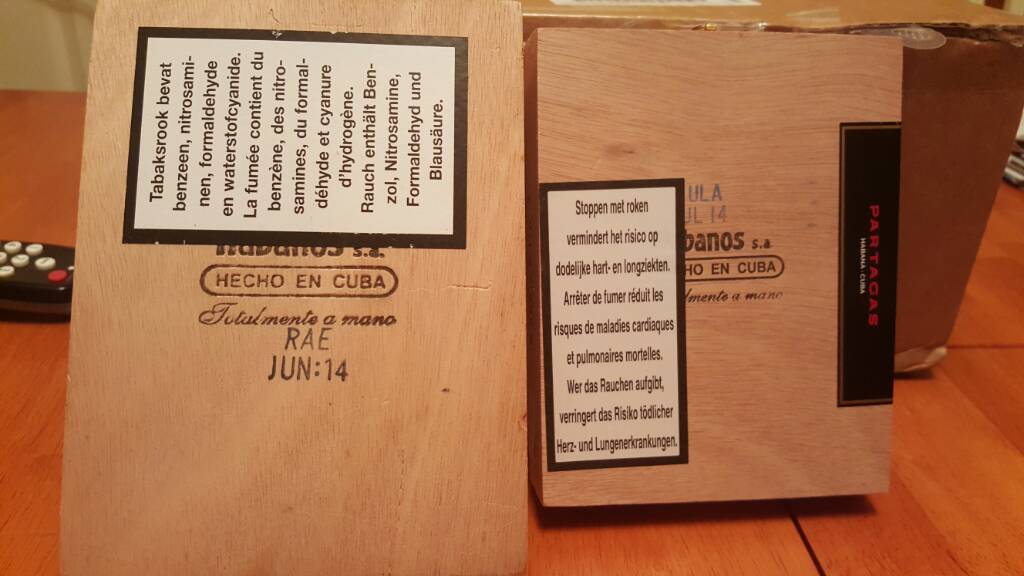 Tabaksrook bevat
benzeen, nitrosami-
nen, formaldehyde
en waterstofcyanide.
La fumée contient du
benzène, des nitro-
samines, du formal-
déhyde et cyanure
d'hydrogène.
Rauch enthält Ben-
zol, Nitrosamine,
Formaldehyd und
Blausäure.
Habanos s.a.
HECHO EN CUBA
Totalmente a mano
RAE
JUN:14
Stoppen met roken
vermindert het risico op
dodelijke hart- en longziekten.
Arrêter de fumer réduit les
risques de maladies cardiaques
et pulmonaires mortelles.
Wer das Rauchen aufgibt,
verringert das Risiko tödlicher
Herz- und Lungenerkrankungen.
ULA
UL 14
banos s.a
HO EN CUBA
lmente a mano
PARTAGAS
HABANA - CUBA